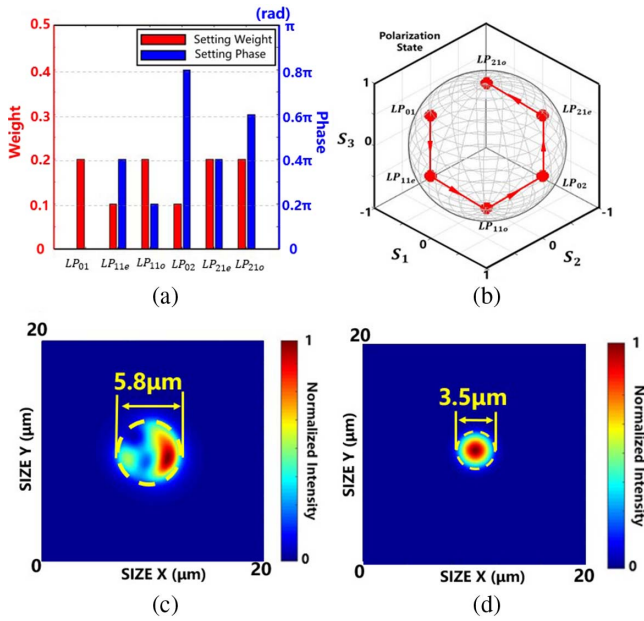 (rad)
0.5
0.4
0.3
0.2
0.1
0
Weight
Setting Weight
Setting Phase
π
0.8π
0.6π
0.4π
0.2π
0
Phase
LP01 LP11e LP11o LP02 LP21e LP21o
(a)
Polarization
State
LP21o
LP01
LP21e
LP11e
LP02
LP11o
1
0
-1
S3
0
S1
1
0
S2
-1
(b)
20
5.8μm
SIZE Y (μm)
0
SIZE X (μm)
20
1
Normalized Intensity
0
(c)
20
3.5μm
SIZE Y (μm)
0
SIZE X (μm)
20
1
Normalized Intensity
0
(d)